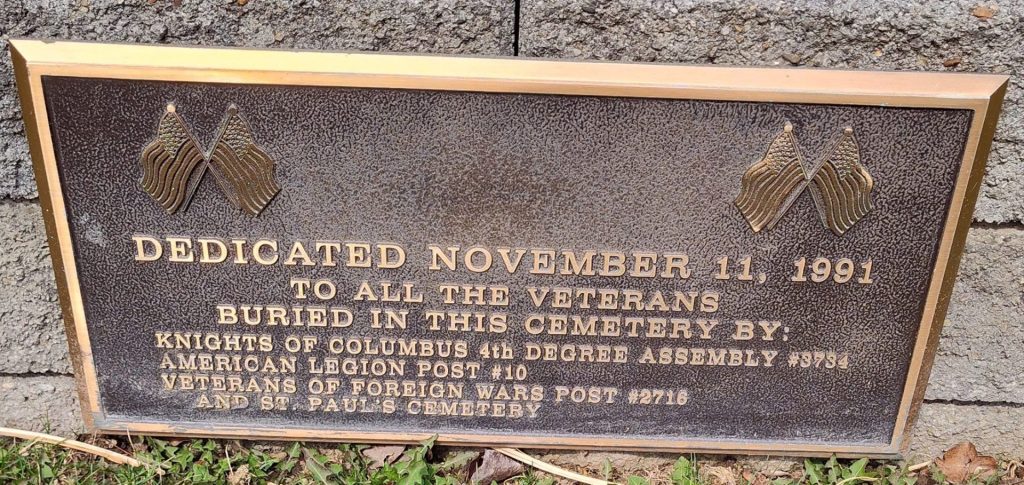 DEDICATED NOVEMBER 11, 1991
TO ALL THE VETERANS
BURIED IN THIS CEMETERY BY:
KNIGHTS OF COLUMBUS 4th DEGREE ASSEMBLY #3734
AMERICAN LEGION POST #10
VETERANS OF FOREIGN WARS POST #2716
AND ST. PAUL'S CEMETERY